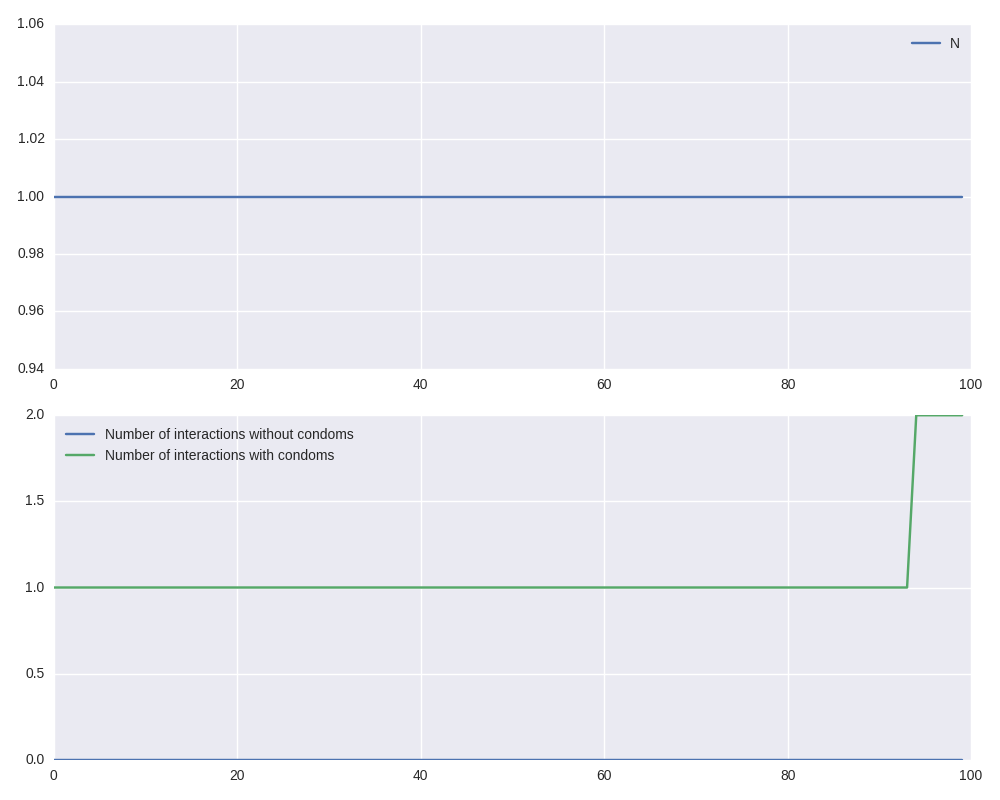 1.06
1.04
1.02
1.00
0.98
0.96
0.94
0 20 40 60 80 100
N
2.0
1.5
1.0
0.5
0.0
0 20 40 60 80 100
Number of interactions without condoms
Number of interactions with condoms